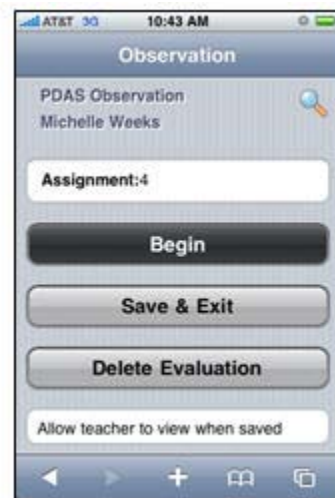 AT&T 3G 10:43 AM
Observation
PDAS Observation
Michelle Weeks
Assignment:4
Begin
Save & Exit
Delete Evaluation
Allow teacher to view when saved